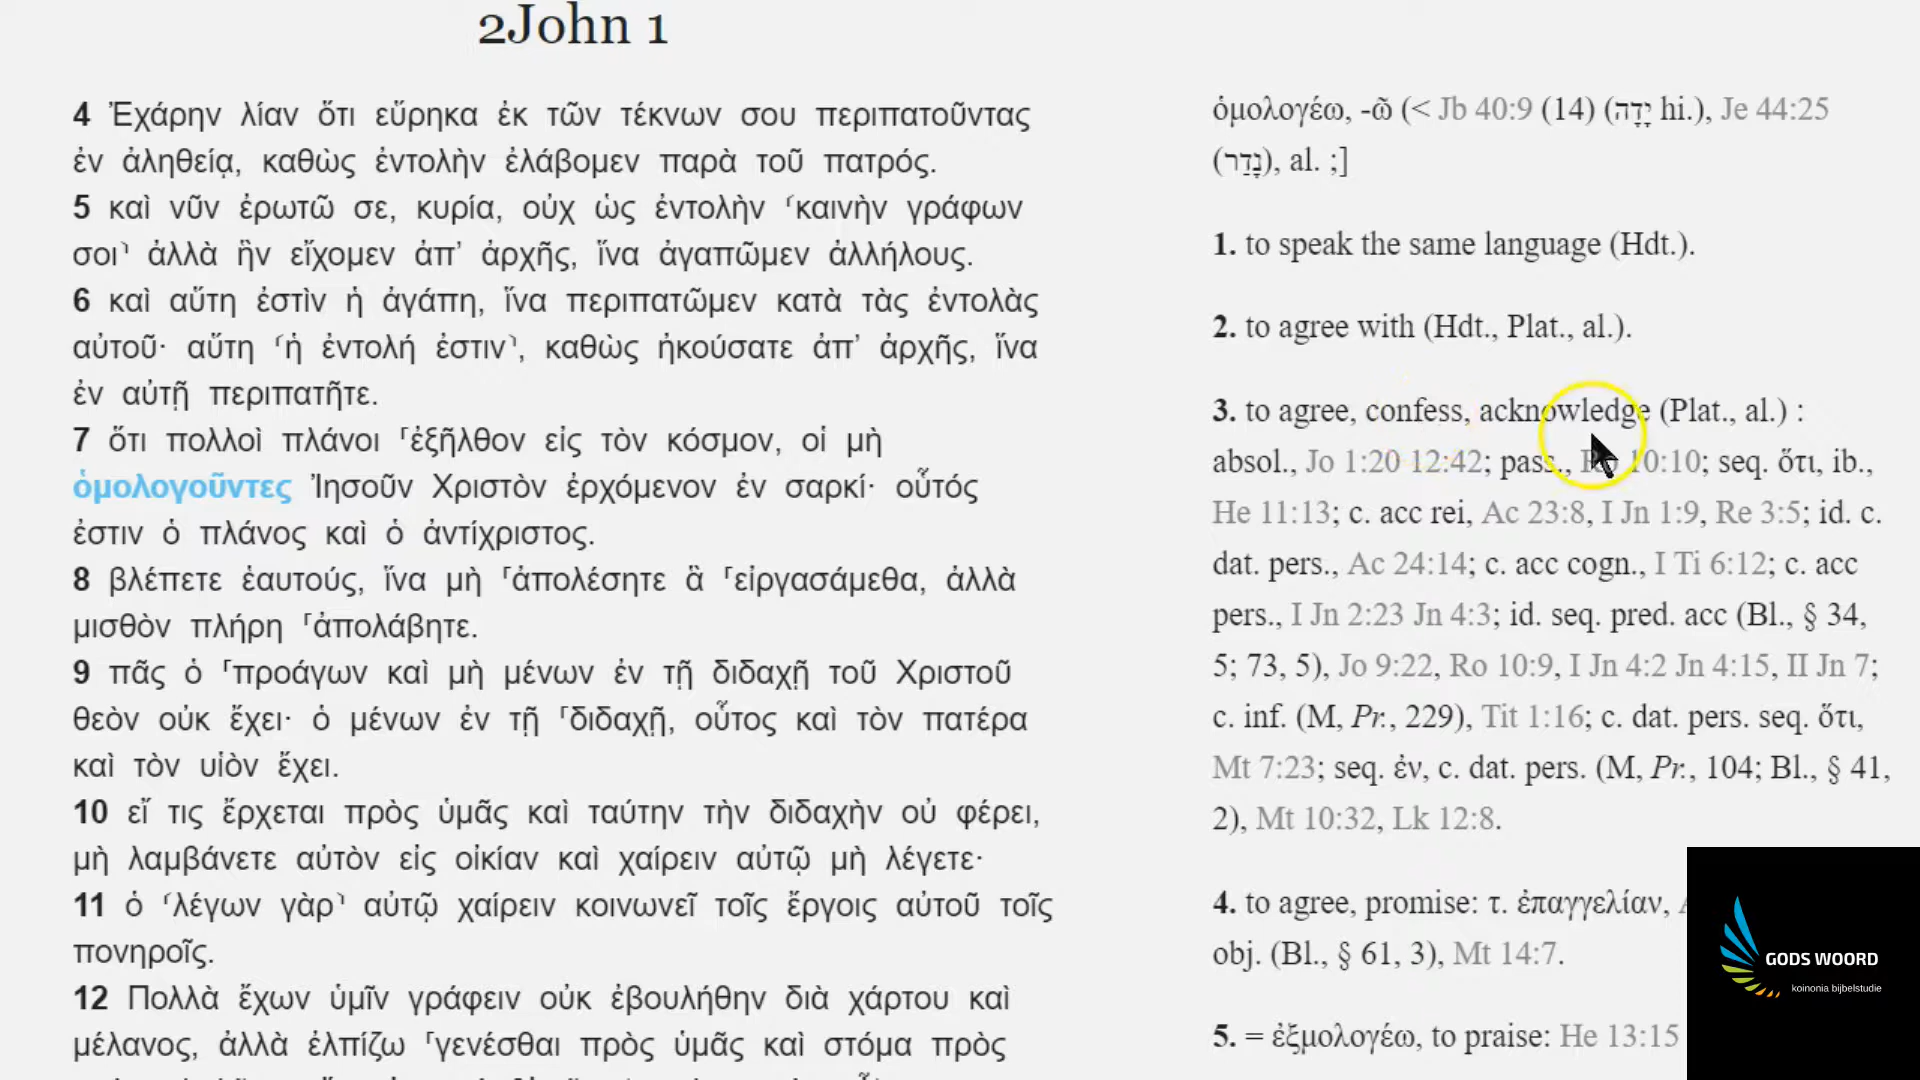 2John 1
4 Ἐχάρην λίαν ὅτι εὕρηκα ἐκ τῶν τέκνων σου περιπατοῦντας
ἐν ἀληθείᾳ, καθὼς ἐντολὴν ἐλάβομεν παρὰ τοῦ πατρός.
5 καὶ νῦν ἐρωτῶ σε, κυρία, οὐχ ὡς ἐντολὴν ⸂καινὴν γράφων
σοι⸃ ἀλλὰ ἣν εἴχομεν ἀπ’ ἀρχῆς, ἵνα ἀγαπῶμεν ἀλλήλους.
6 καὶ αὕτη ἐστὶν ἡ ἀγάπη, ἵνα περιπατῶμεν κατὰ τὰς ἐντολὰς
αὐτοῦ· αὕτη ⸂ἡ ἐντολή ἐστιν⸃, καθὼς ἠκούσατε ἀπ’ ἀρχῆς, ἵνα
ἐν αὐτῇ περιπατῆτε.
7 ὅτι πολλοὶ πλάνοι ⸀ἐξῆλθον εἰς τὸν κόσμον, οἱ μὴ
ὁμολογοῦντες Ἰησοῦν Χριστὸν ἐρχόμενον ἐν σαρκί· οὗτός
ἐστιν ὁ πλάνος καὶ ὁ ἀντίχριστος.
8 βλέπετε ἑαυτούς, ἵνα μὴ ⸀ἀπολέσητε ἃ ⸀εἰργασάμεθα, ἀλλὰ
μισθὸν πλήρη ⸀ἀπολάβητε.
9 πᾶς ὁ ⸀προάγων καὶ μὴ μένων ἐν τῇ διδαχῇ τοῦ Χριστοῦ
θεὸν οὐκ ἔχει· ὁ μένων ἐν τῇ ⸀διδαχῇ, οὗτος καὶ τὸν πατέρα
καὶ τὸν υἱὸν ἔχει.
10 εἴ τις ἔρχεται πρὸς ὑμᾶς καὶ ταύτην τὴν διδαχὴν οὐ φέρει,
μὴ λαμβάνετε αὐτὸν εἰς οἰκίαν καὶ χαίρειν αὐτῷ μὴ λέγετε·
11 ὁ ⸂λέγων γὰρ⸃ αὐτῷ χαίρειν κοινωνεῖ τοῖς ἔργοις αὐτοῦ τοῖς
πονηροῖς.
12 Πολλὰ ἔχων ὑμῖν γράφειν οὐκ ἐβουλήθην διὰ χάρτου καὶ
μέλανος, ἀλλὰ ἐλπίζω ⸀γενέσθαι πρὸς ὑμᾶς καὶ στόμα πρὸς
ὁμολογέω, -ῶ (< Jb 40:9 (14) (יָדָה hi.), Je 44:25
(נָדַר), al. ;]
1. to speak the same language (Hdt.).
2. to agree with (Hdt., Plat., al.).
3. to agree, confess, acknowledge (Plat., al.) :
absol., Jo 1:20 12:42; pass., Ro 10:10; seq. ὅτι, ib.,
He 11:13; c. acc rei, Ac 23:8, I Jn 1:9, Re 3:5; id. c.
dat. pers., Ac 24:14; c. acc cogn., I Ti 6:12; c. acc
pers., I Jn 2:23 Jn 4:3; id. seq. pred. acc (Bl., § 34,
5; 73, 5), Jo 9:22, Ro 10:9, I Jn 4:2 Jn 4:15, II Jn 7;
c. inf. (M, Pr., 229), Tit 1:16; c. dat. pers. seq. ὅτι,
Mt 7:23; seq. ἐν, c. dat. pers. (M, Pr., 104; Bl., § 41,
2), Mt 10:32, Lk 12:8.
4. to agree, promise: τ. ἐπαγγελίαν,
obj. (Bl., § 61, 3), Mt 14:7.
5. = ἐξμολογέω, to praise: He 13:15
GODS WOORD
koinonia bijbelstudie